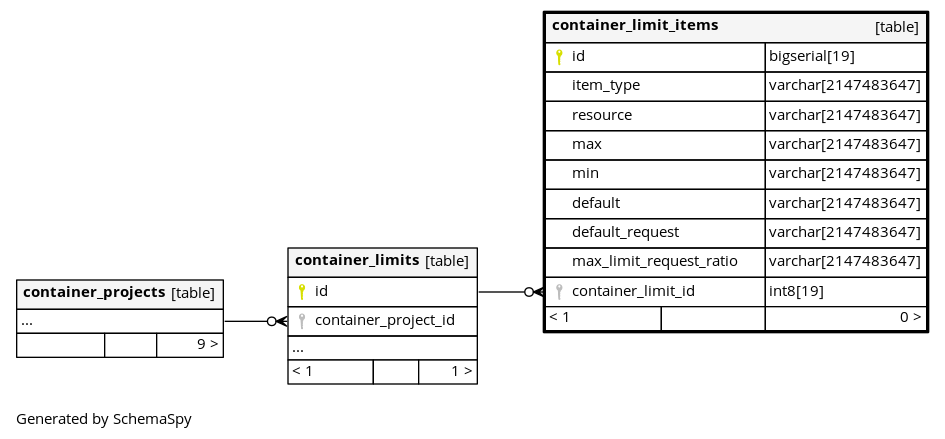 container_limit_items [table]
id bigserial[19]
item_type varchar[2147483647]
resource varchar[2147483647]
max varchar[2147483647]
min varchar[2147483647]
default varchar[2147483647]
default_request varchar[2147483647]
max_limit_request_ratio varchar[2147483647]
container_limit_id int8[19]
< 1 0 >
container_limits [table]
id
container_project_id
...
< 1 1 >
container_projects [table]
...
9 >
Generated by SchemaSpy